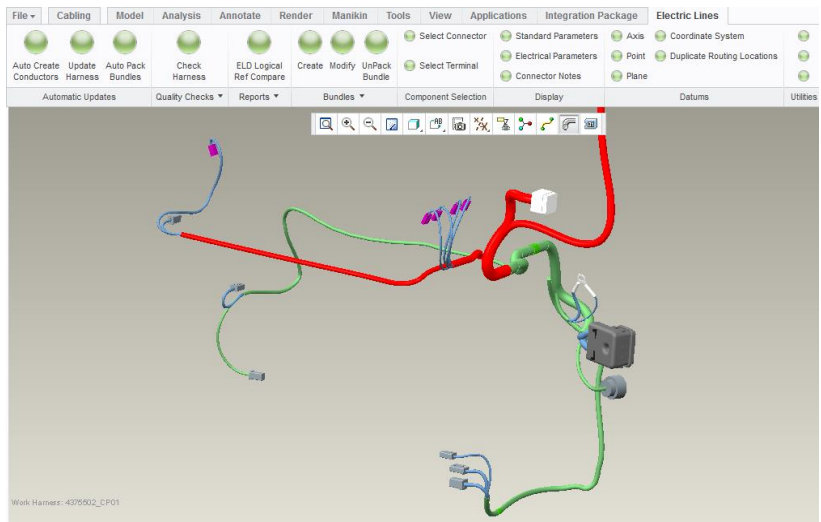 File Cabling Model Analysis Annotate Render Manikin Tools View Applications Integration Package Electric Lines
Auto Create Conductors
Update Harness
Auto Pack Bundles
Check Harness
ELD Logical Ref Compare
Create
Modify
UnPack Bundle
Select Connector
Select Terminal
Standard Parameters
Electrical Parameters
Connector Notes
Axis
Point
Plane
Coordinate System
Duplicate Routing Locations
Automatic Updates Quality Checks Reports Bundles Component Selection Display Datums Utilities
Work Harness: 4376602_CP01